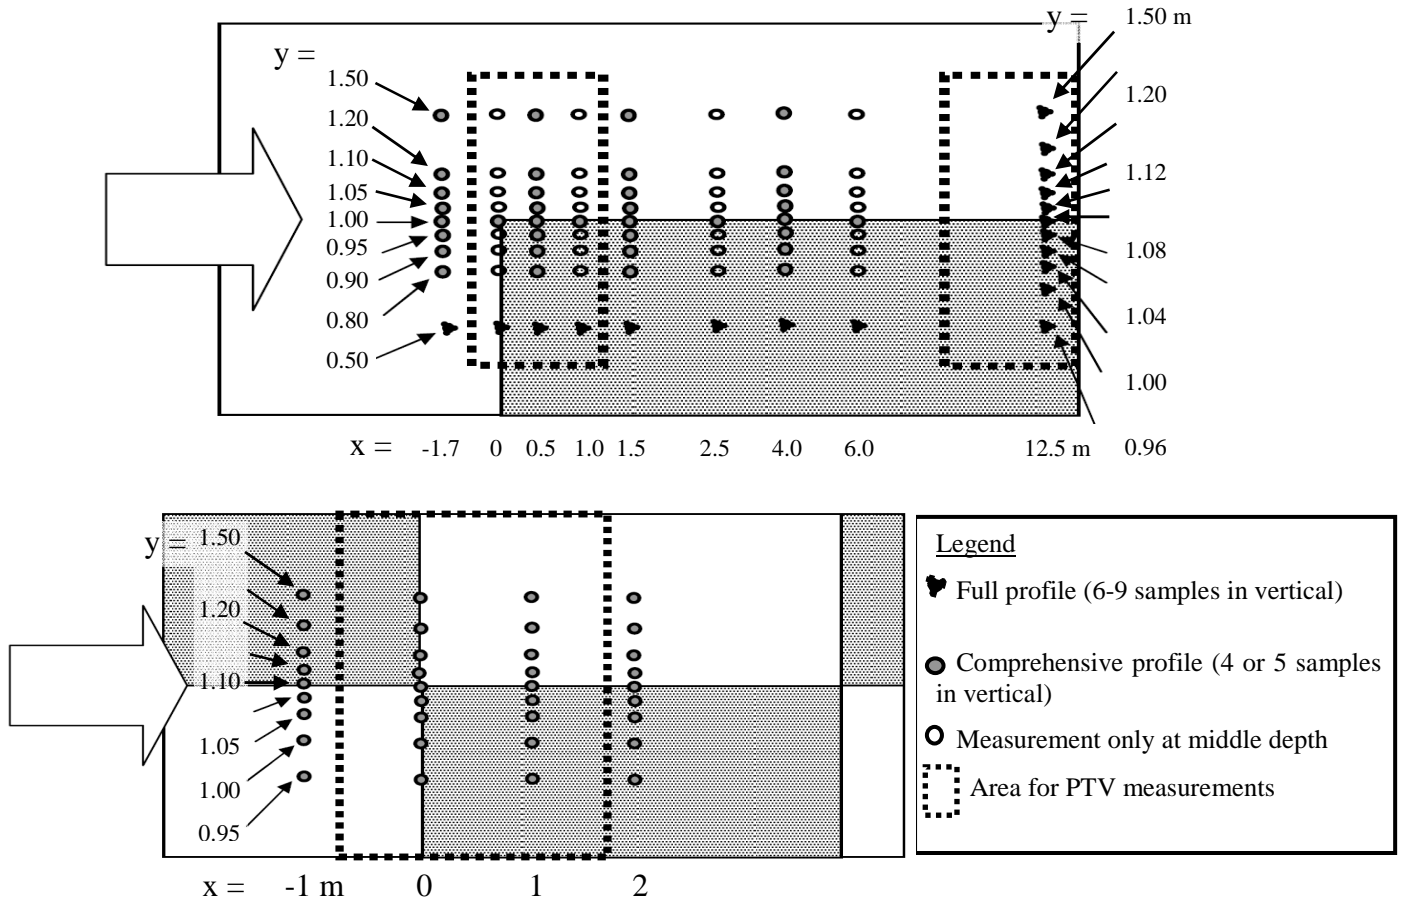 y =
1.50
1.20
1.10
1.05
1.00
0.95
0.90
0.80
0.50
y =
1.50 m
1.20
1.12
1.08
1.04
1.00
0.96
x = -1.7 0 0.5 1.0 1.5 2.5 4.0 6.0 12.5 m
y =
1.50
1.20
1.10
1.05
1.00
0.95
x = -1 m 0 1 2
Legend
Full profile (6-9 samples in vertical)
Comprehensive profile (4 or 5 samples
in vertical)
Measurement only at middle depth
Area for PTV measurements